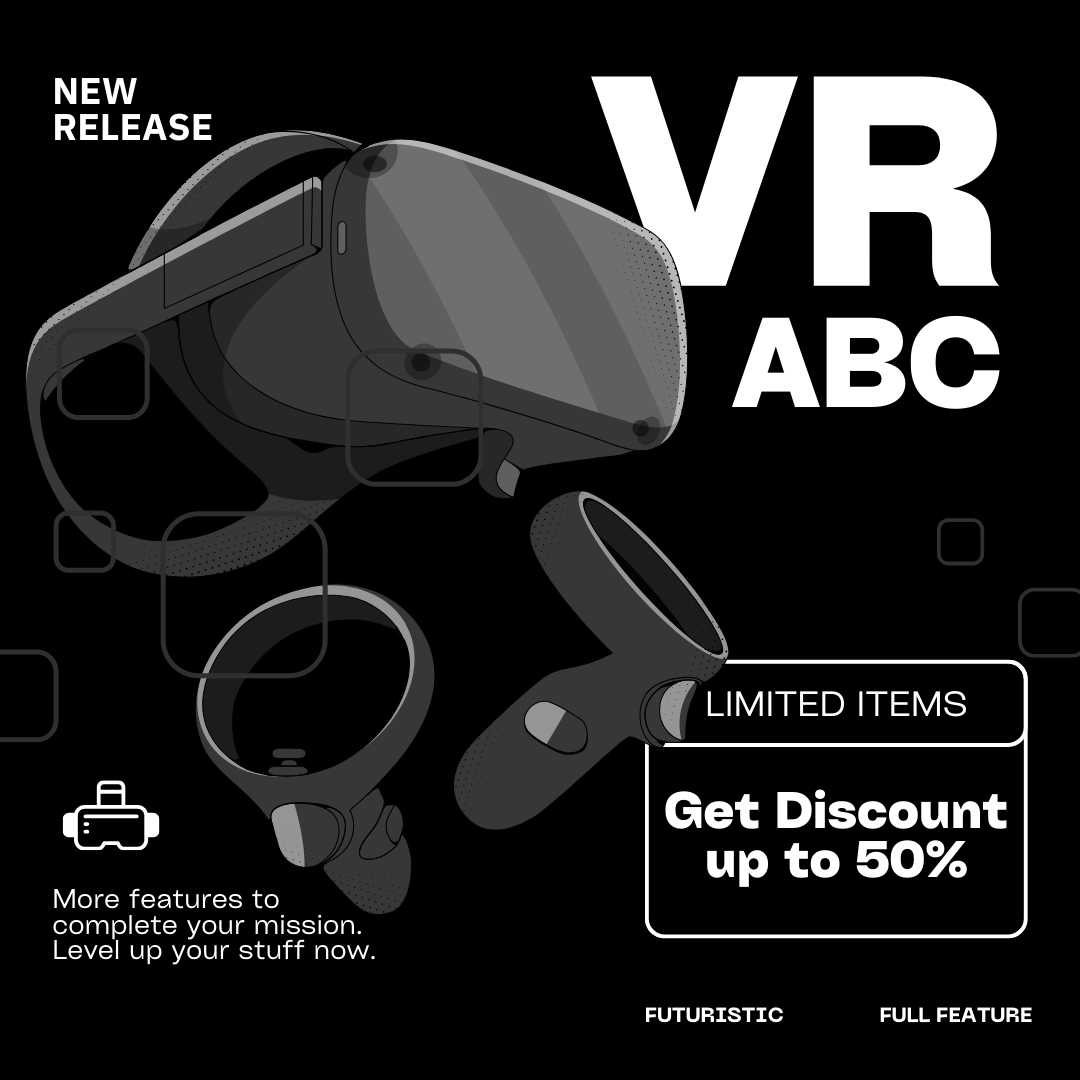 NEW
RELEASE
VR
ABC
LIMITED ITEMS
Get Discount
up to 50%
More features to
complete your mission.
Level up your stuff now.
FUTURISTIC
FULL FEATURE